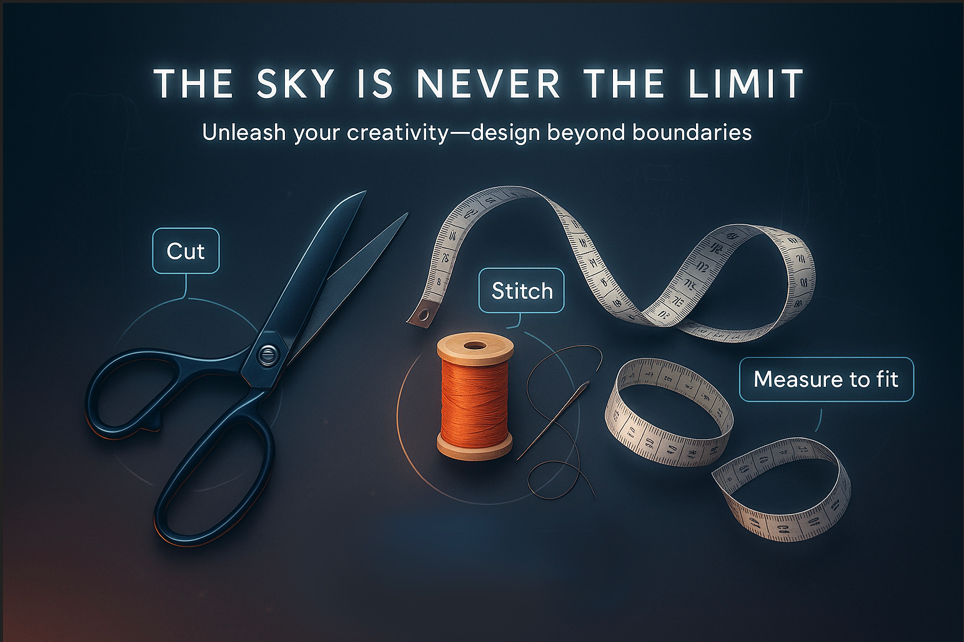 THE SKY IS NEVER THE LIMIT
Unleash your creativity—design beyond boundaries
Cut
Stitch
Measure to fit